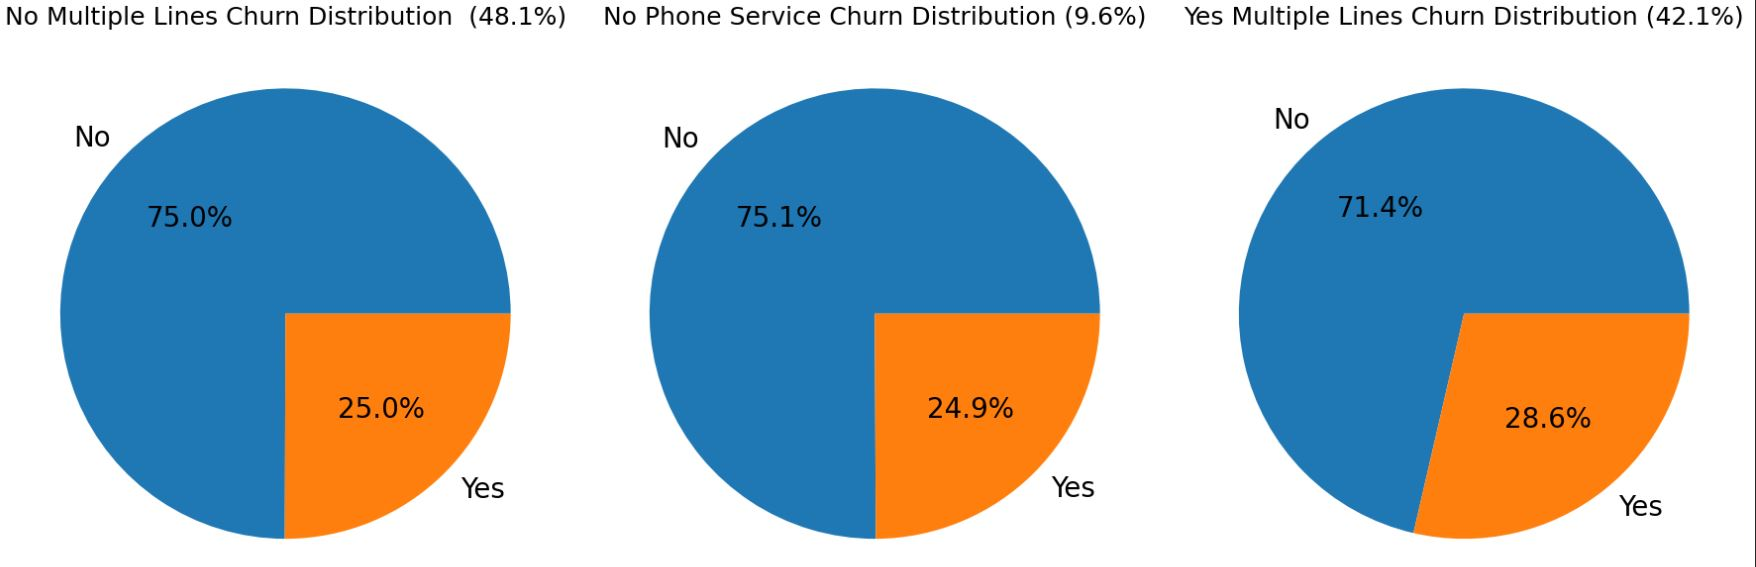 No Multiple Lines Churn Distribution  (48.1%)
No
75.0%
25.0%
Yes
No Phone Service Churn Distribution (9.6%)
No
75.1%
24.9%
Yes
Yes Multiple Lines Churn Distribution (42.1%)
No
71.4%
28.6%
Yes